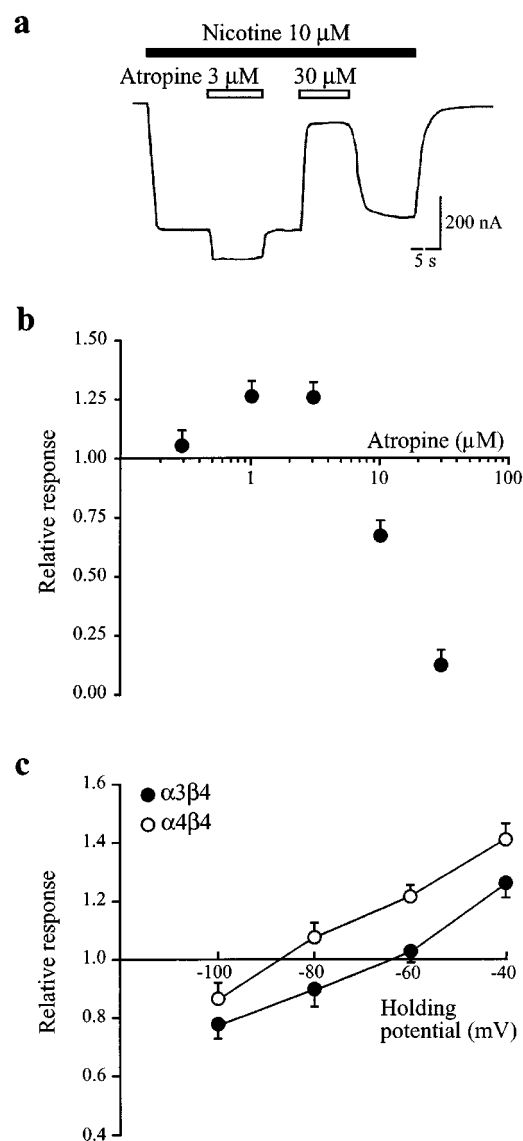 a
Nicotine 10 μM
Atropine 3 μM 30 μM
200 nA
5 s
b
1.50
1.25
1.00
0.75
0.50
0.25
0.00
Relative response
Atropine (μM)
1 10 100
c
α3β4
α4β4
1.6
1.4
1.2
1.0
0.8
0.6
0.4
Relative response
-100 -80 -60 -40
Holding
potential (mV)